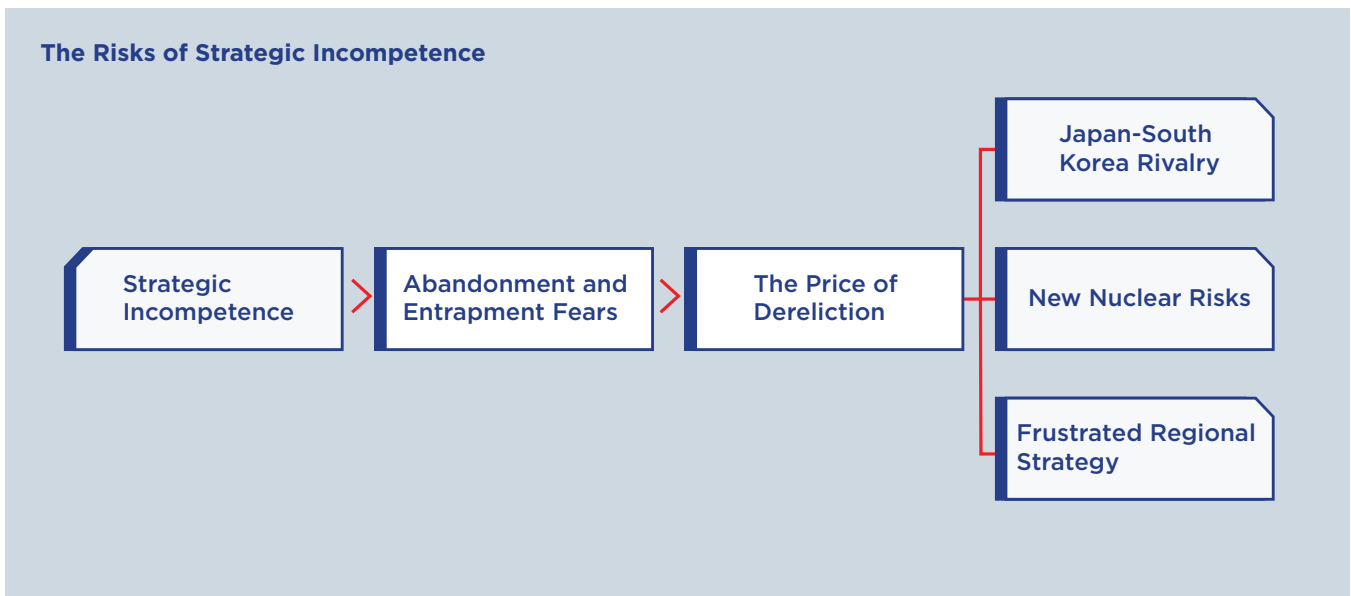 The Risks of Strategic Incompetence
Strategic
Incompetence
Abandonment and
Entrapment Fears
The Price of
Dereliction
Japan-South
Korea Rivalry
New Nuclear Risks
Frustrated Regional
Strategy